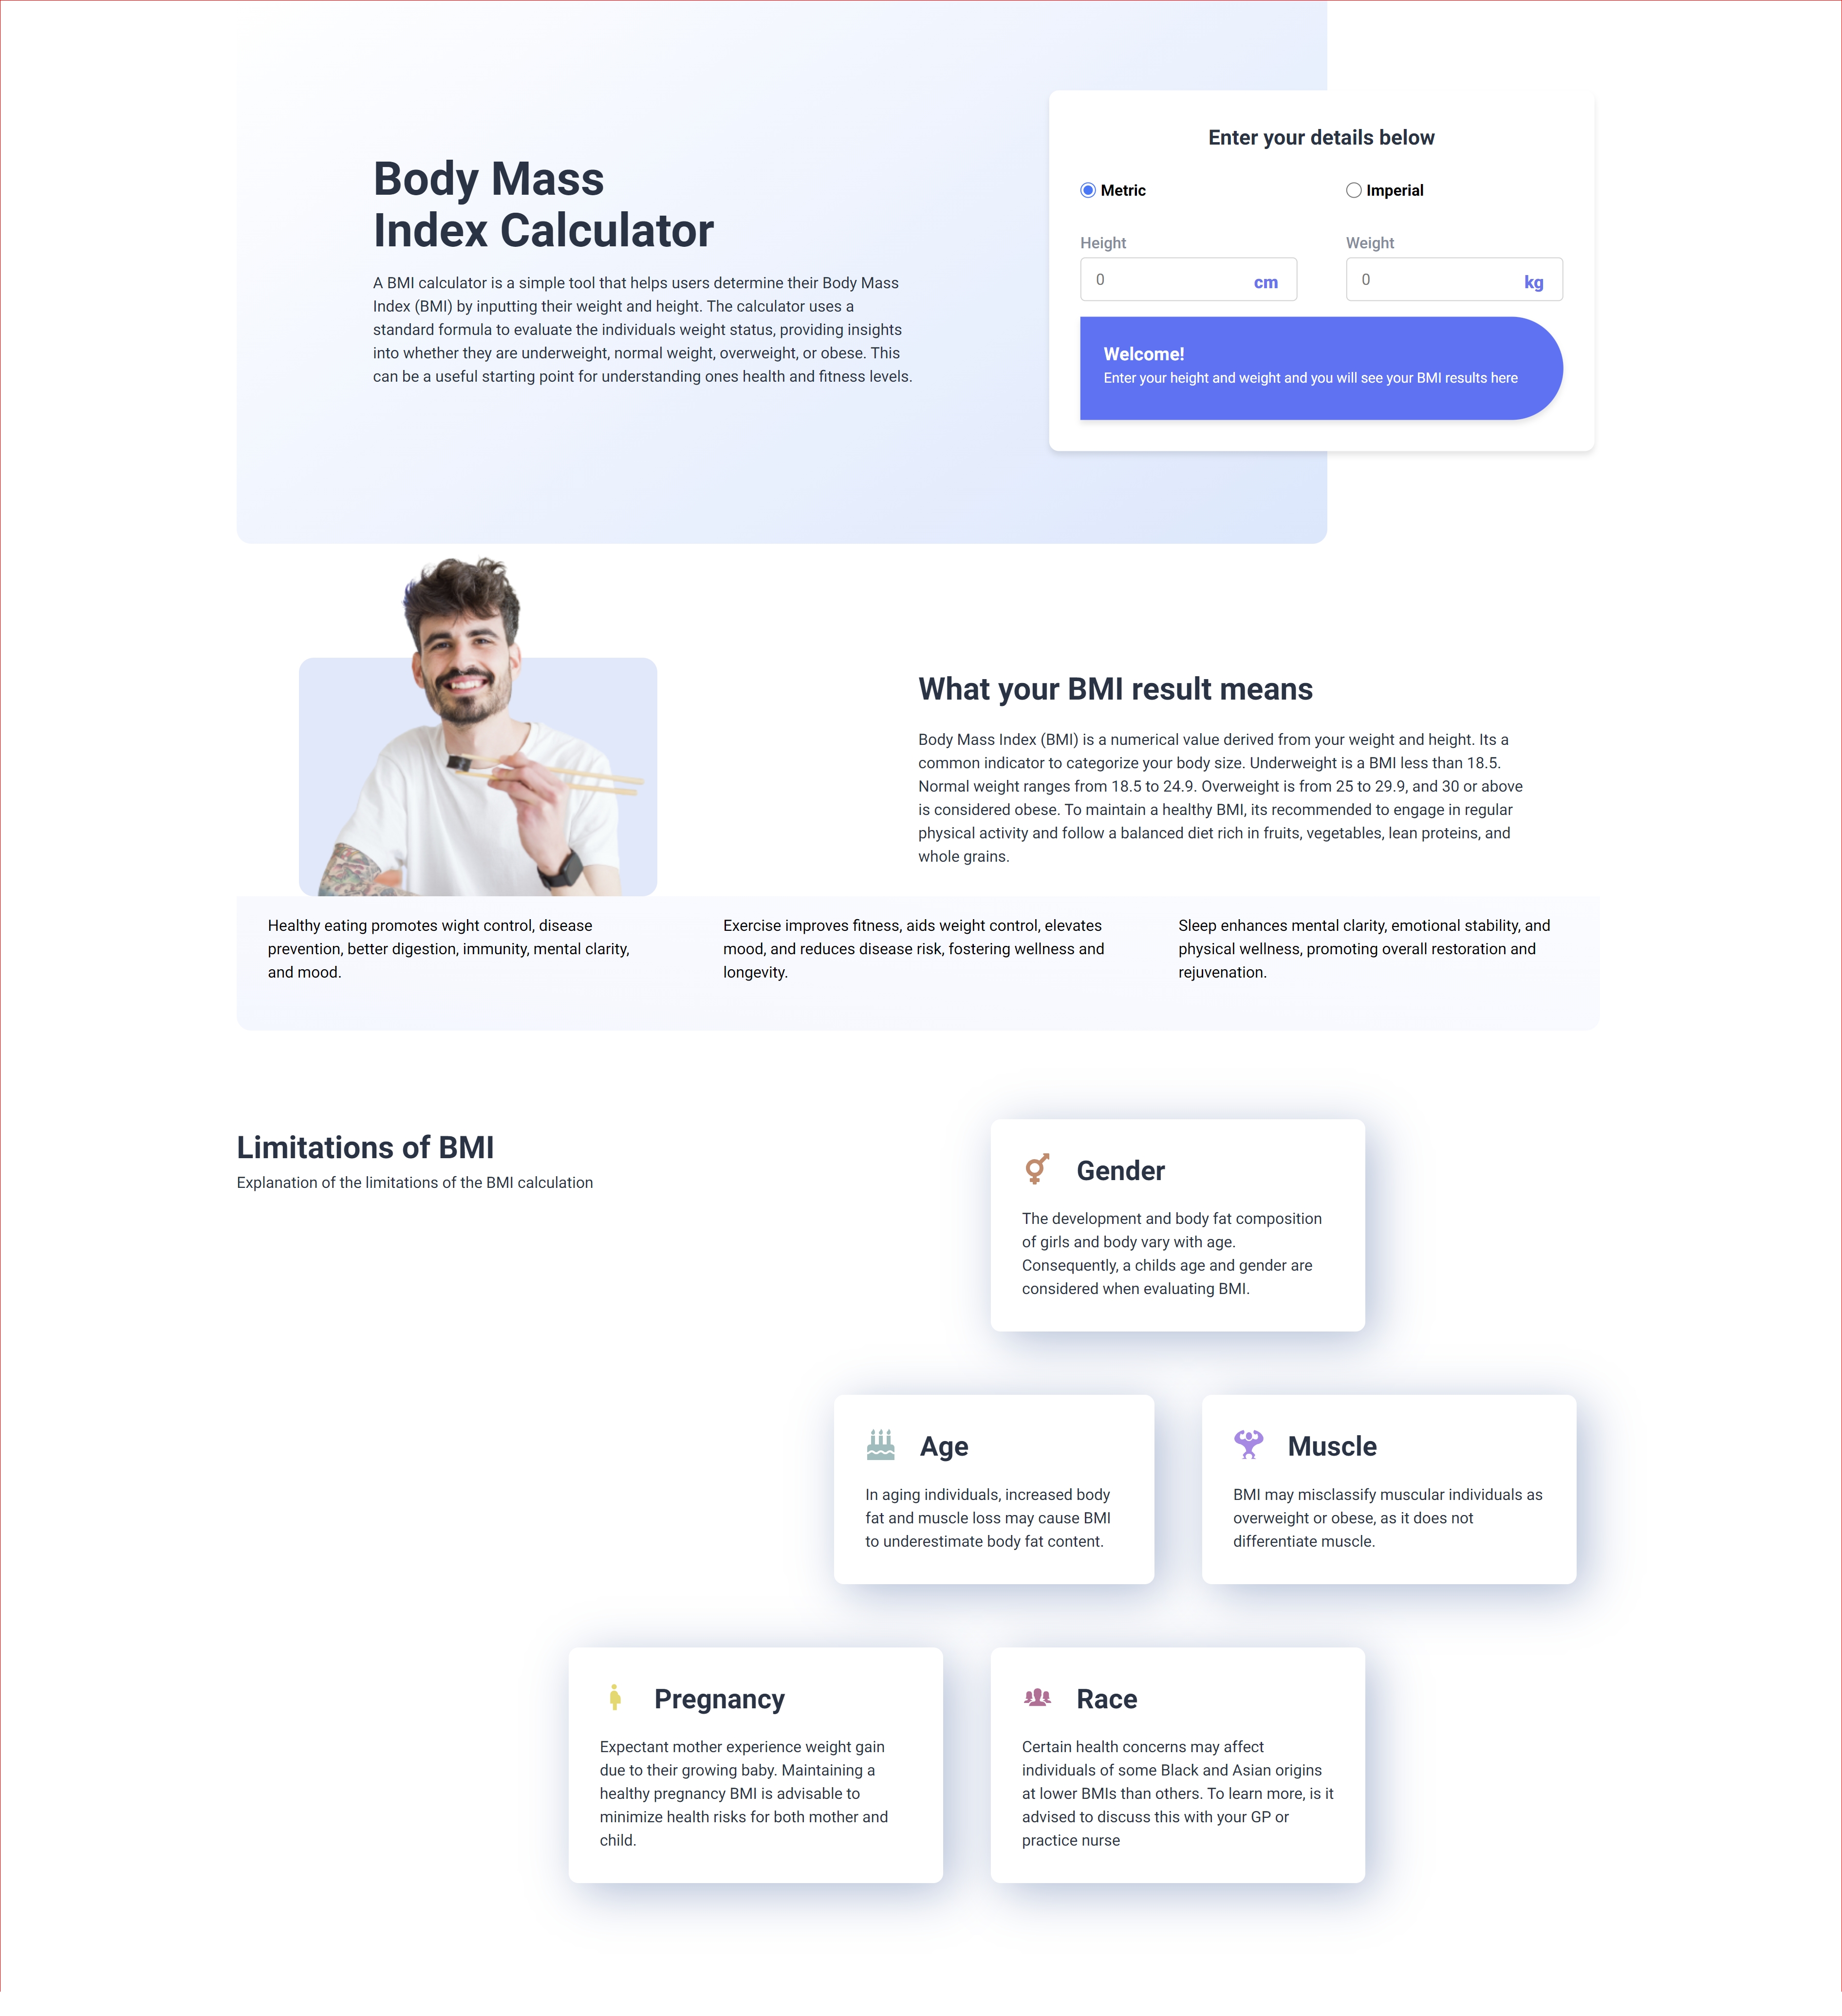 Body Mass
Index Calculator
A BMI calculator is a simple tool that helps users determine their Body Mass
Index (BMI) by inputting their weight and height. The calculator uses a
standard formula to evaluate the individuals weight status, providing insights
into whether they are underweight, normal weight, overweight, or obese. This
can be a useful starting point for understanding ones health and fitness levels.
Enter your details below
Metric
Imperial
Height
Weight
0 cm
0 kg
Welcome!
Enter your height and weight and you will see your BMI results here
What your BMI result means
Body Mass Index (BMI) is a numerical value derived from your weight and height. Its a
common indicator to categorize your body size. Underweight is a BMI less than 18.5.
Normal weight ranges from 18.5 to 24.9. Overweight is from 25 to 29.9, and 30 or above
is considered obese. To maintain a healthy BMI, its recommended to engage in regular
physical activity and follow a balanced diet rich in fruits, vegetables, lean proteins, and
whole grains.
Healthy eating promotes wight control, disease
prevention, better digestion, immunity, mental clarity,
and mood.
Exercise improves fitness, aids weight control, elevates
mood, and reduces disease risk, fostering wellness and
longevity.
Sleep enhances mental clarity, emotional stability, and
physical wellness, promoting overall restoration and
rejuvenation.
Limitations of BMI
Explanation of the limitations of the BMI calculation
Gender
The development and body fat composition
of girls and body vary with age.
Consequently, a childs age and gender are
considered when evaluating BMI.
Age
In aging individuals, increased body
fat and muscle loss may cause BMI
to underestimate body fat content.
Muscle
BMI may misclassify muscular individuals as
overweight or obese, as it does not
differentiate muscle.
Pregnancy
Expectant mother experience weight gain
due to their growing baby. Maintaining a
healthy pregnancy BMI is advisable to
minimize health risks for both mother and
child.
Race
Certain health concerns may affect
individuals of some Black and Asian origins
at lower BMIs than others. To learn more, is it
advised to discuss this with your GP or
practice nurse